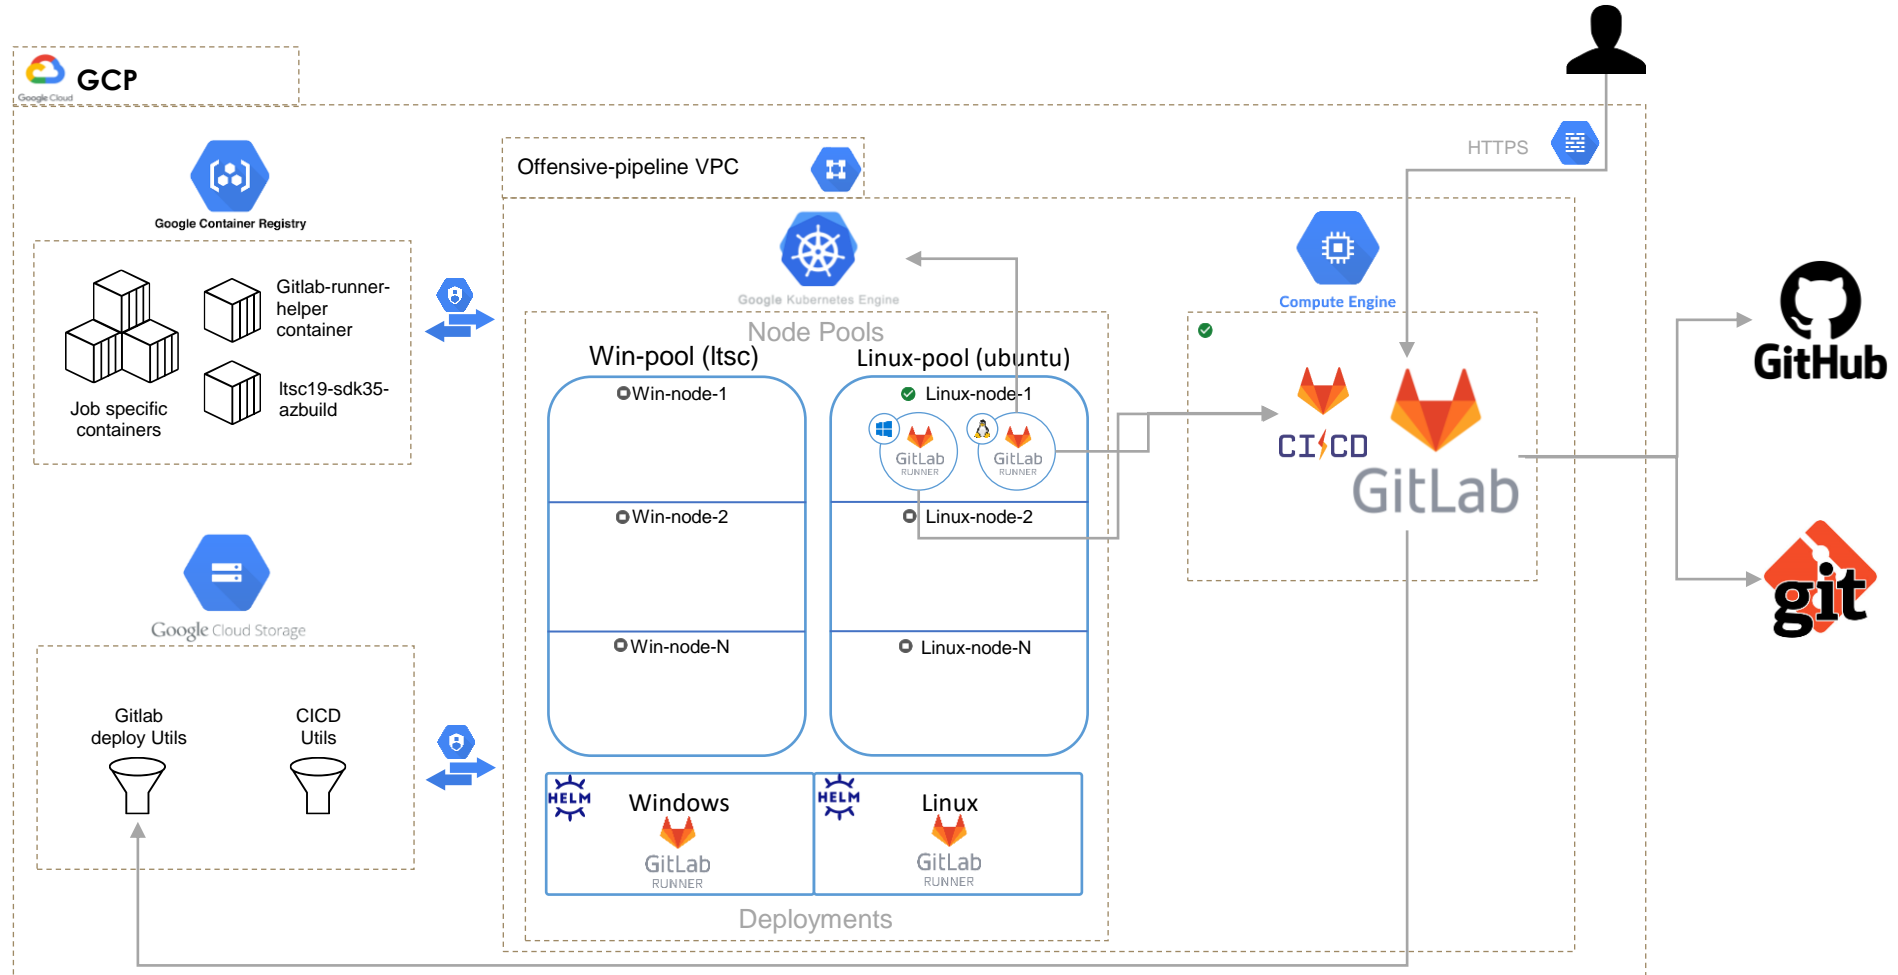 Google Cloud
GCP
HTTPS
Offensive-pipeline VPC
Google Container Registry
Gitlab-runner-
helper
container
ltsc19-sdk35-
azbuild
Job specific
containers
Google Kubernetes Engine
Node Pools
Win-pool (ltsc)
Linux-pool (ubuntu)
Win-node-1
Linux-node-1
GitLab
RUNNER
GitLab
RUNNER
Win-node-2
Linux-node-2
Win-node-N
Linux-node-N
Compute Engine
CI/CD
GitLab
GitHub
git
Google Cloud Storage
Gitlab
deploy Utils
CICD
Utils
HELM
Windows
GitLab
RUNNER
HELM
Linux
GitLab
RUNNER
Deployments